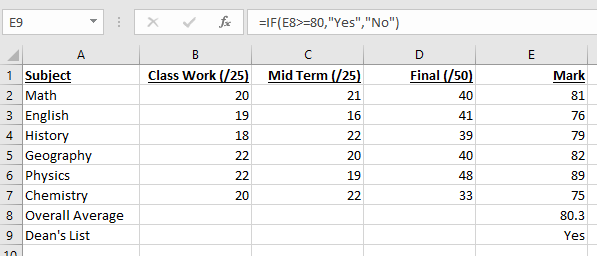 E9 fx =IF(E8>=80,"Yes","No")
A B C D E
1 Subject Class Work (/25) Mid Term (/25) Final (/50) Mark
2 Math 20 21 40 81
3 English 19 16 41 76
4 History 18 22 39 79
5 Geography 22 20 40 82
6 Physics 22 19 48 89
7 Chemistry 20 22 33 75
8 Overall Average 80.3
9 Dean's List Yes
10